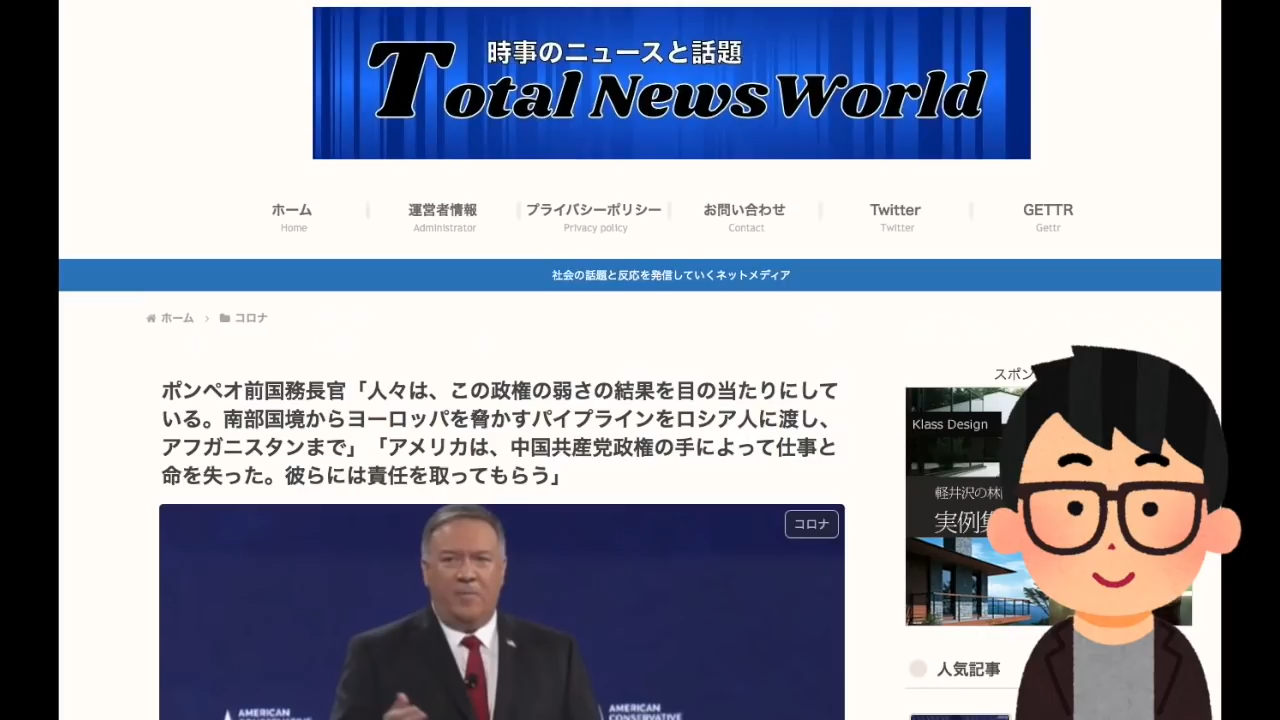 時事のニュースと話題
Total News World
ホーム
Home
運営者情報
Administrator
プライバシーポリシー
Privacy policy
お問い合わせ
Contact
Twitter
Twitter
GETTR
Gettr
社会の話題と反応を発信していくネットメディア
ホーム > コロナ
ポンペオ前国務長官「人々は、この政権の弱さの結果を目の当たりにして
いる。南部国境からヨーロッパを脅かすパイプラインをロシア人に渡し、
アフガニスタンまで」「アメリカは、中国共産党政権の手によって仕事と
命を失った。彼らには責任を取ってもらう」
コロナ
AMERICAN
CONSERVATIVE
AMERICAN
CONSERVATIVE
スポン
Klass Design
軽井沢の林
実例集
人気記事